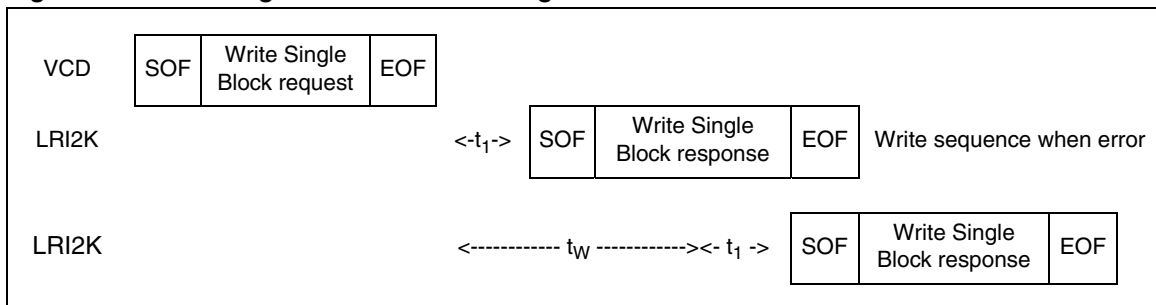 VCD SOF Write Single Block request EOF
LRI2K <-t1-> SOF Write Single Block response EOF Write sequence when error
LRI2K <------------ tW ------------><- t1 -> SOF Write Single Block response EOF